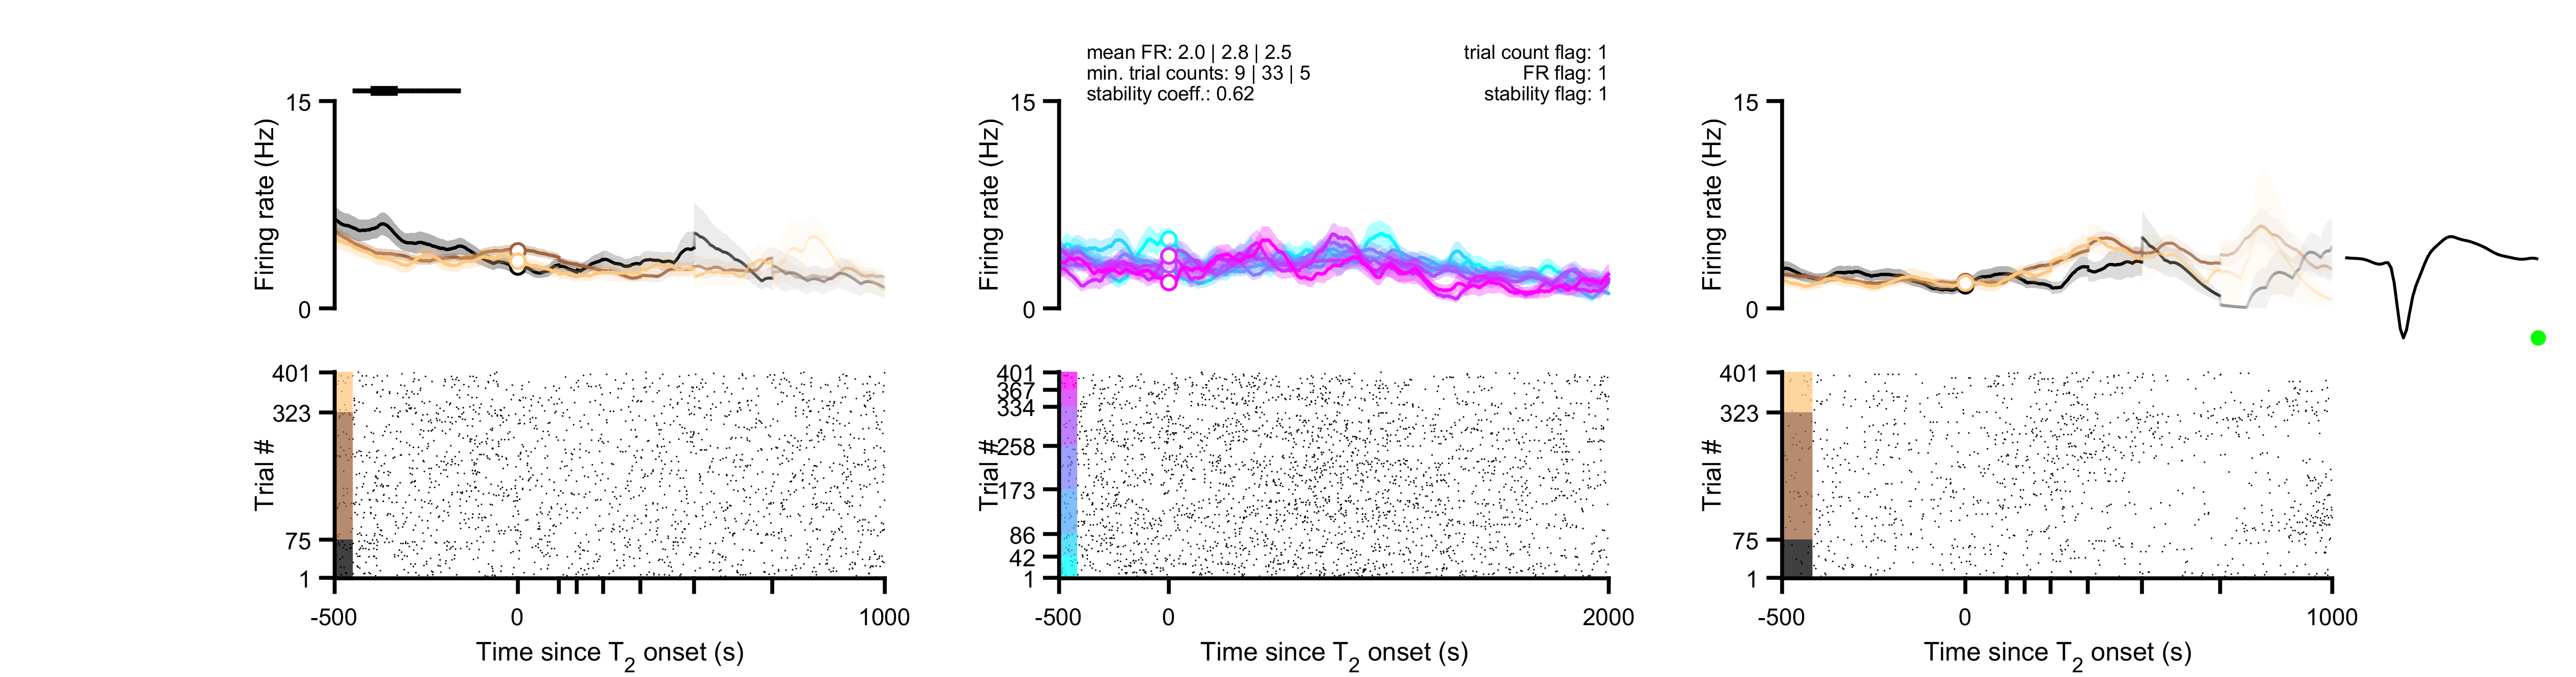 mean FR: 2.0 | 2.8 | 2.5
min. trial counts: 9 | 33 | 5
stability coeff.: 0.62
trial count flag: 1
FR flag: 1
stability flag: 1
15
Firing rate (Hz)
0
401
323
Trial #
75
1
-500
0
1000
Time since T2 onset (s)
15
Firing rate (Hz)
0
401
367
334
258
Trial #
173
86
42
1
-500
0
2000
Time since T2 onset (s)
15
Firing rate (Hz)
0
401
323
Trial #
75
1
-500
0
1000
Time since T2 onset (s)